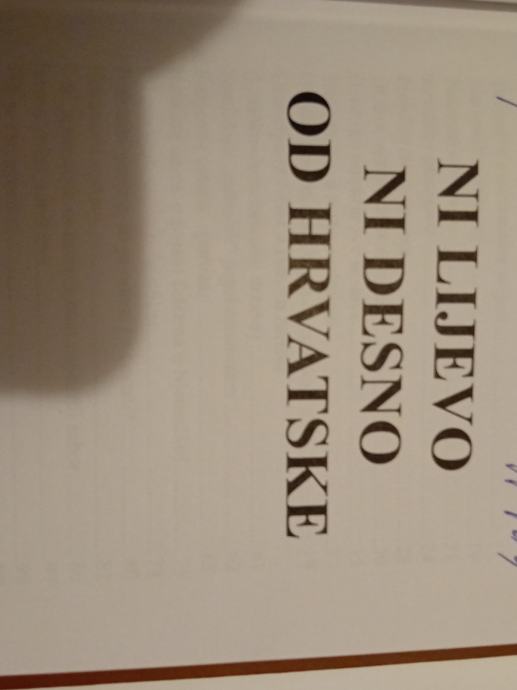 NI LIJEVO
NI DESNO
OD HRVATSKE